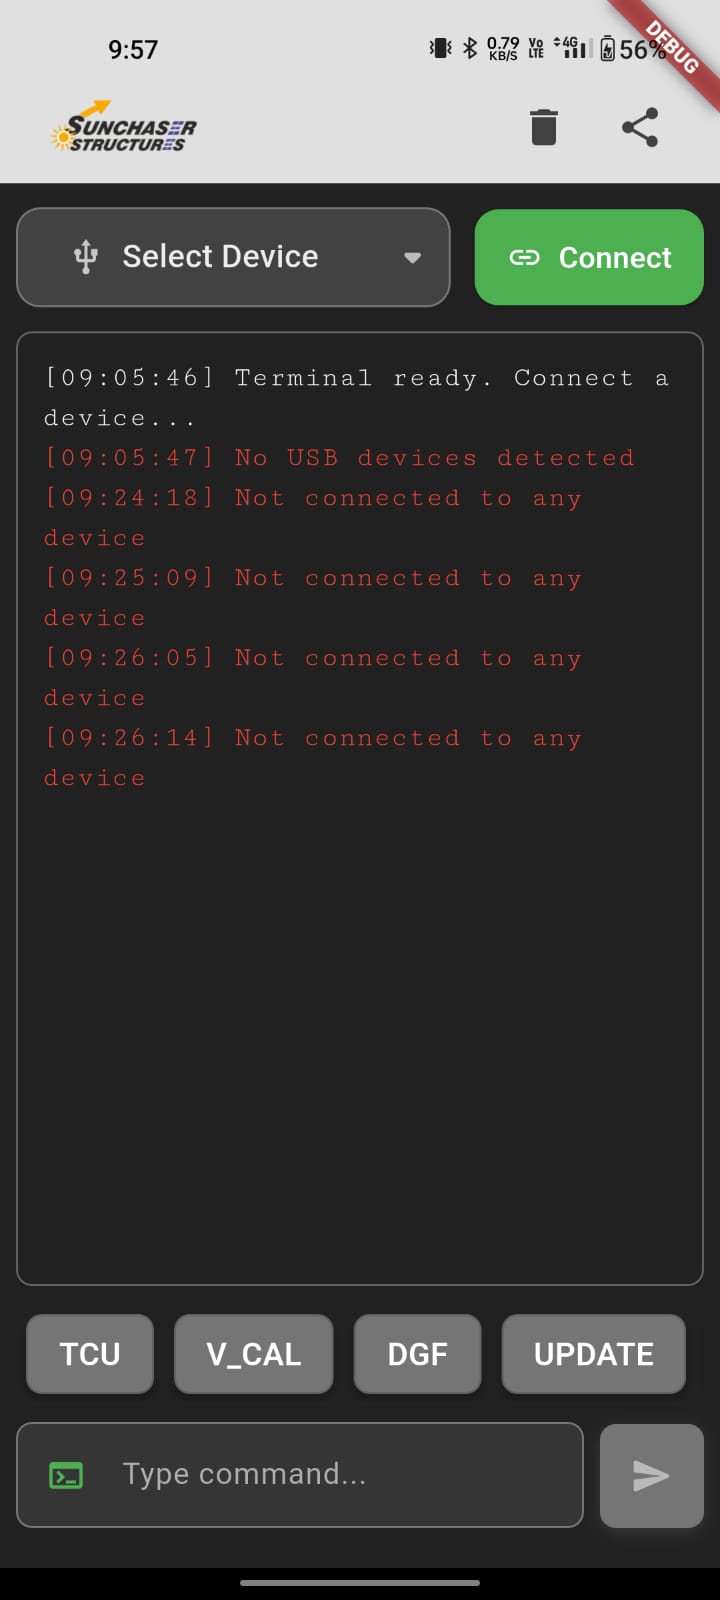 9:57
0.79
KB/S
Vo
LTE
4G
56%
DEBUG
SUNCHASER
STRUCTURES
Select Device
Connect
[09:05:46] Terminal ready. Connect a
device...
[09:05:47] No USB devices detected
[09:24:18] Not connected to any
device
[09:25:09] Not connected to any
device
[09:26:05] Not connected to any
device
[09:26:14] Not connected to any
device
TCU
V_CAL
DGF
UPDATE
Type command...